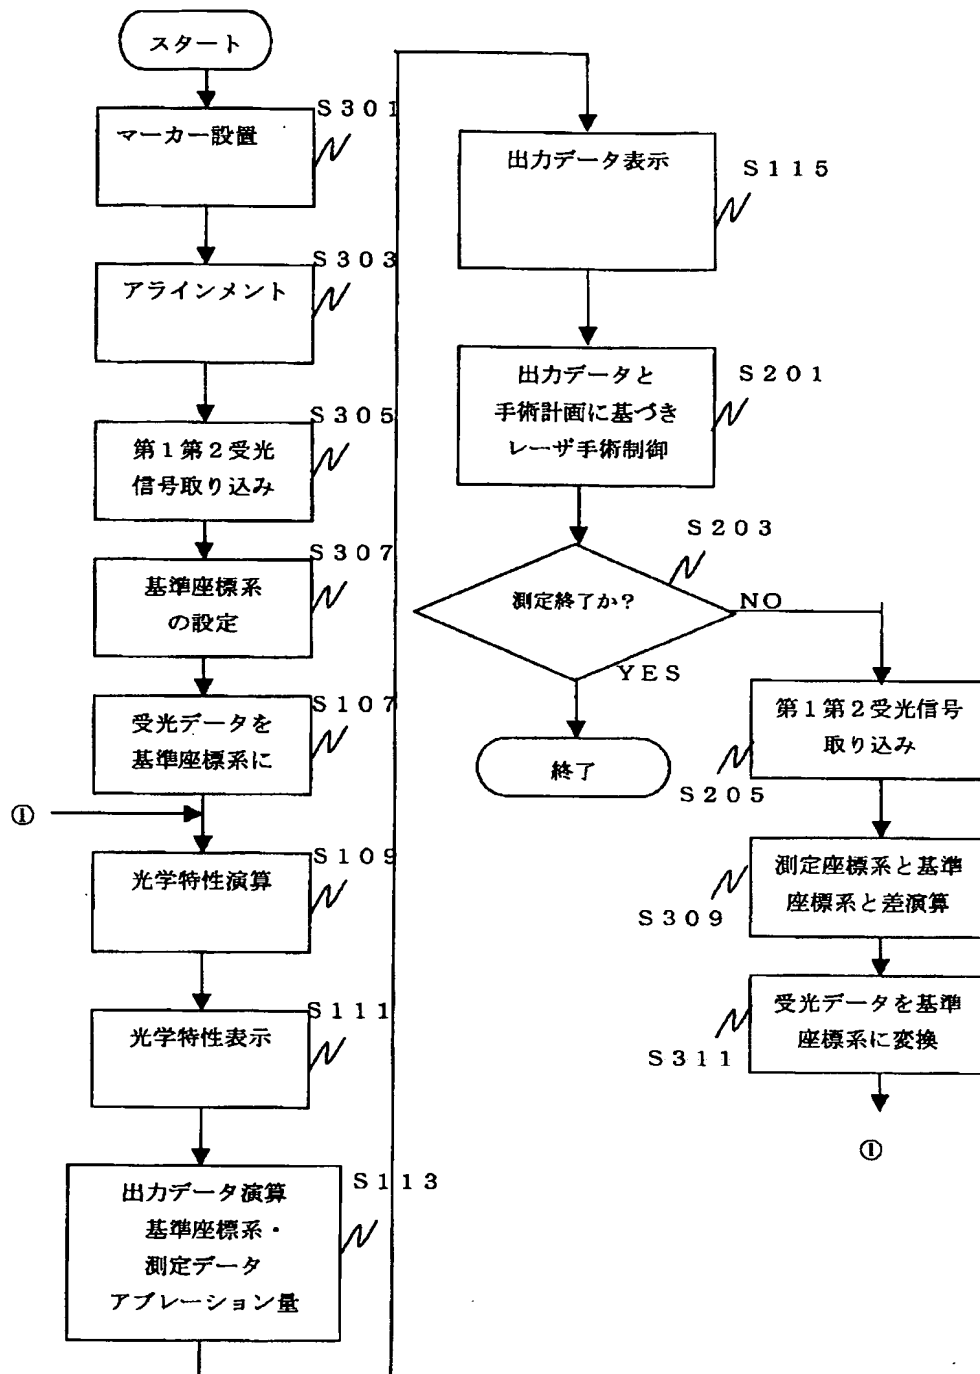 スタート
S301
マーカー設置
S303
アラインメント
S305
第1第2受光
信号取り込み
S307
基準座標系
の設定
S107
受光データを
基準座標系に
①
S109
光学特性演算
S111
光学特性表示
S113
出力データ演算
基準座標系・
測定データ
アブレーション量
出力データ表示
S115
出力データと
手術計画に基づき
レーザ手術制御
S201
S203
測定終了か?
NO
YES
終了
第1第2受光信号
取り込み
S205
測定座標系と基準
座標系と差演算
S309
受光データを基準
座標系に変換
S311
①